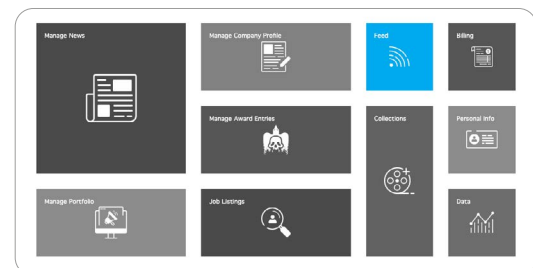 Manage News
Manage Company Profile
Feed
Billing
Manage Award Entries
Collections
Personal Info
Manage Portfolio
Job Listings
Data